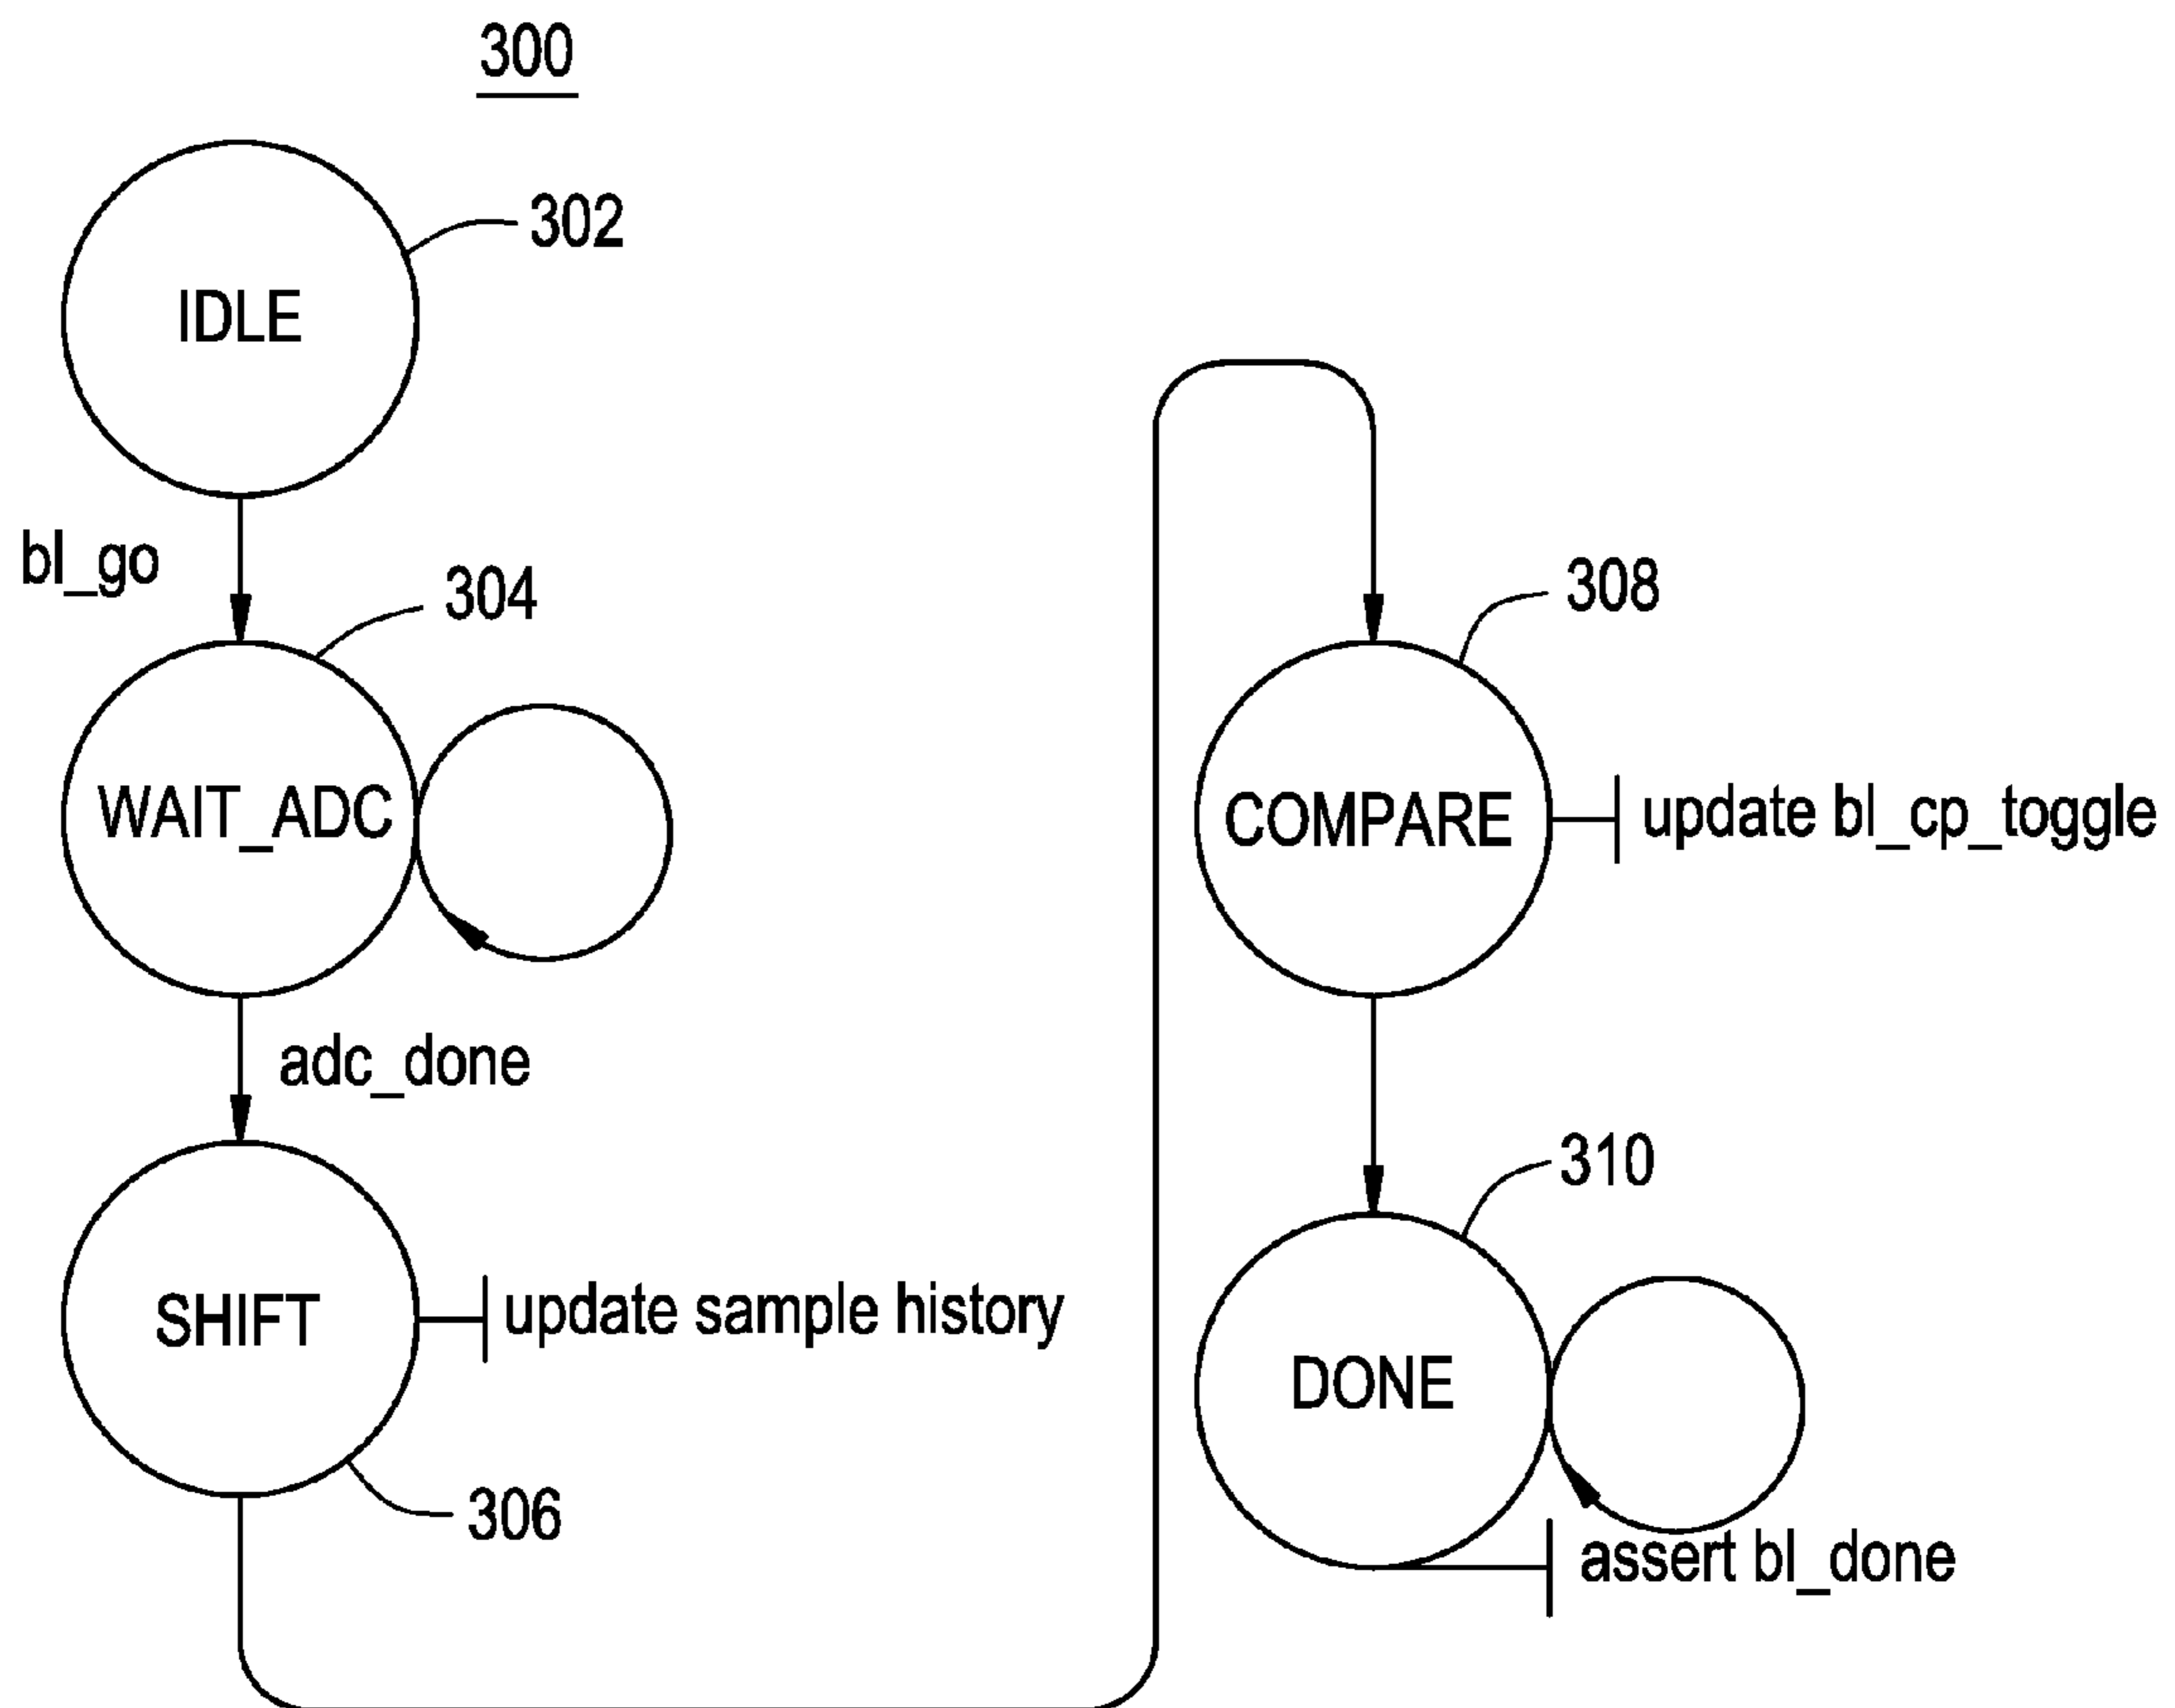 300
302
IDLE
bl_go
304
WAIT_ADC
adc_done
SHIFT
update sample history
306
308
COMPARE
update bl_cp_toggle
310
DONE
assert bl_done